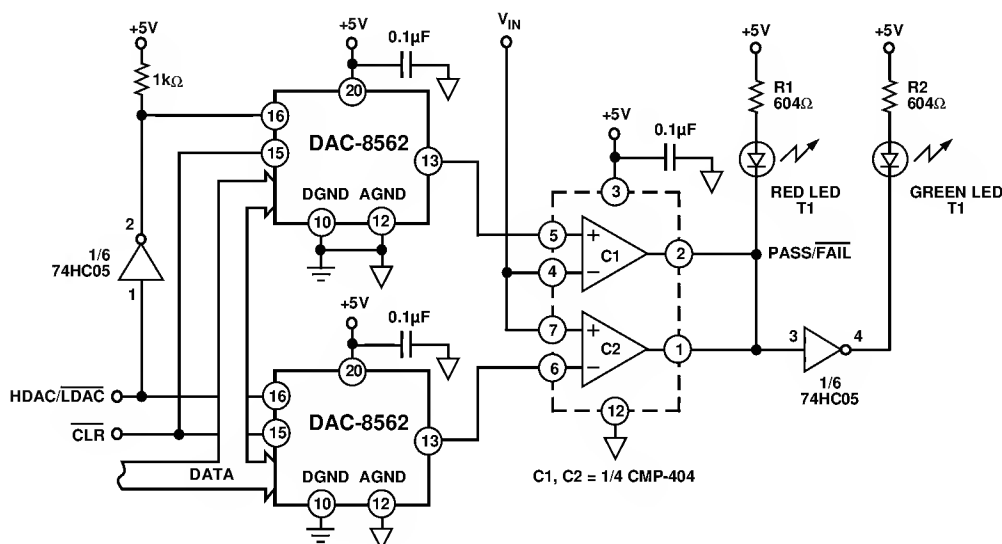 +5V
1kΩ
16
15
+5V
20
0.1µF
DAC-8562
13
DGND
AGND
10
12
2
1/6
74HC05
1
HDAC/LDAC
CLR
DATA
+5V
20
0.1µF
16
15
DAC-8562
13
DGND
AGND
10
12
VIN
+5V
0.1µF
3
5
+
4
–
C1
2
7
+
6
–
C2
1
12
C1, C2 = 1/4 CMP-404
+5V
R1
604Ω
RED LED
T1
PASS/FAIL
+5V
R2
604Ω
GREEN LED
T1
3
4
1/6
74HC05